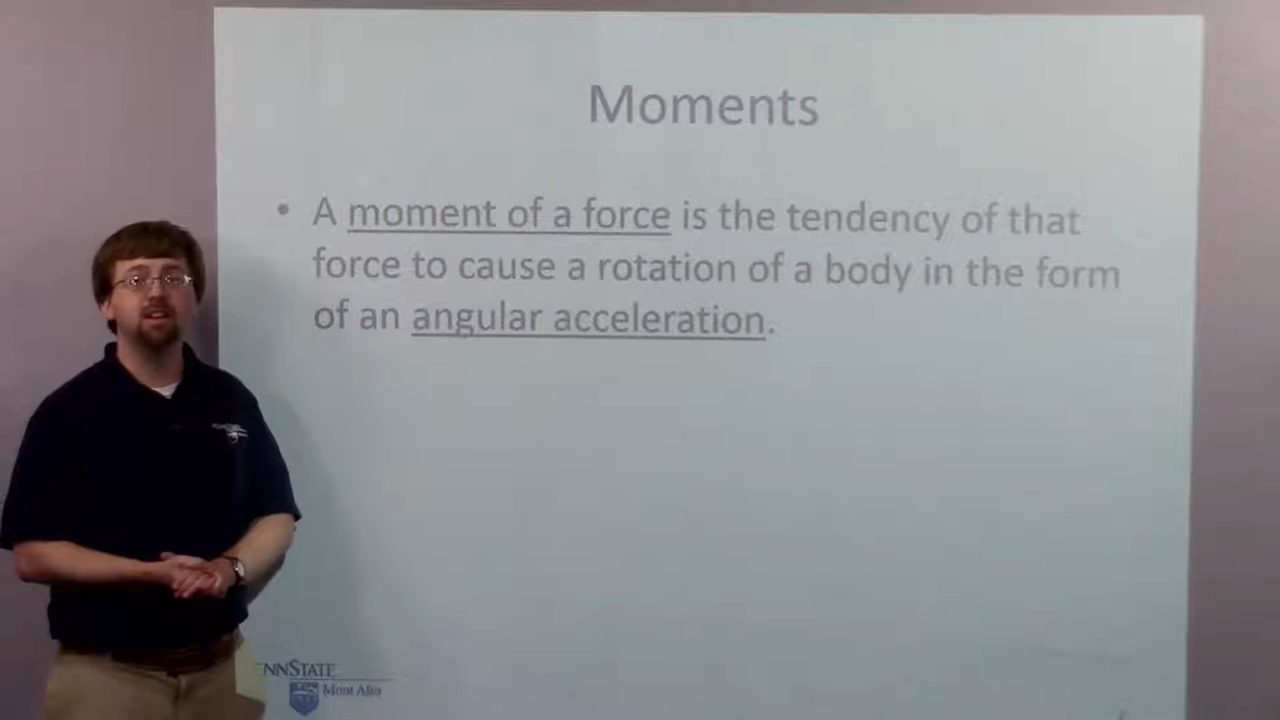 Moments
• A moment of a force is the tendency of that
force to cause a rotation of a body in the form
of an angular acceleration.
ENNSTATE
Mont Alto